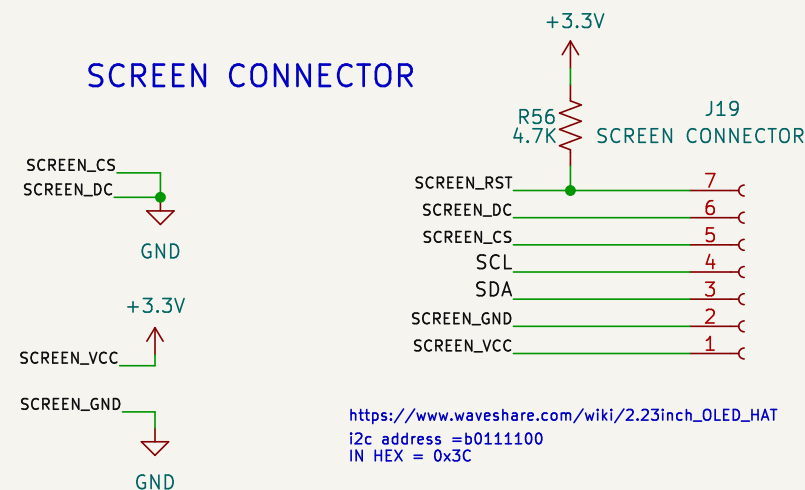 SCREEN CONNECTOR
SCREEN_CS
SCREEN_DC
GND
+3.3V
SCREEN_VCC
SCREEN_GND
GND
+3.3V
R56
4.7K
J19
SCREEN CONNECTOR
SCREEN_RST 7
SCREEN_DC 6
SCREEN_CS 5
SCL 4
SDA 3
SCREEN_GND 2
SCREEN_VCC 1
https://www.waveshare.com/wiki/2.23inch_OLED_HAT
i2c address =b0111100
IN HEX = 0x3C